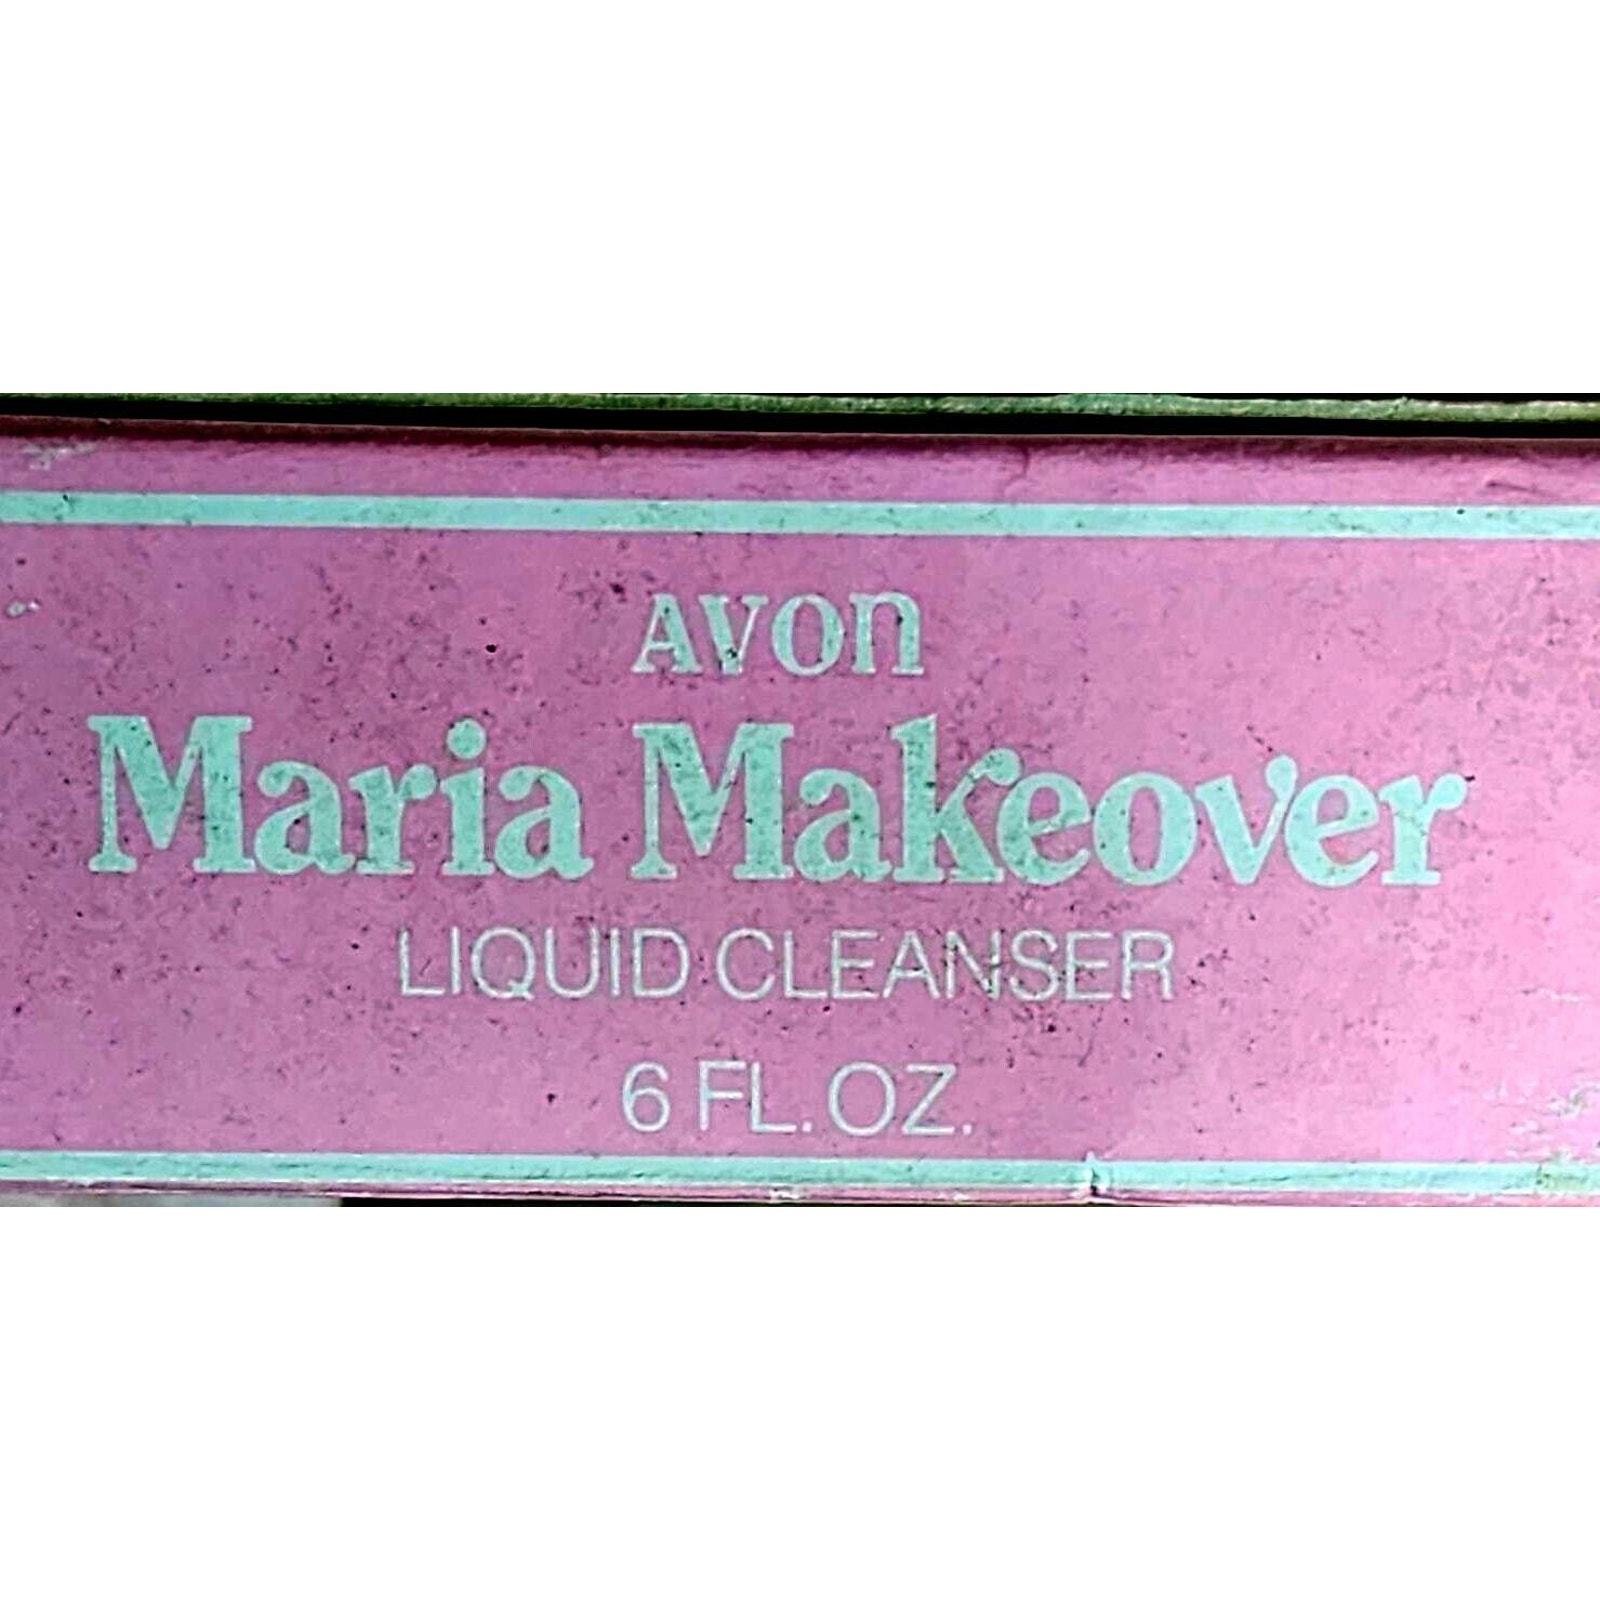 AVON
Maria Makeover
LIQUID CLEANSER
6 FL. OZ.